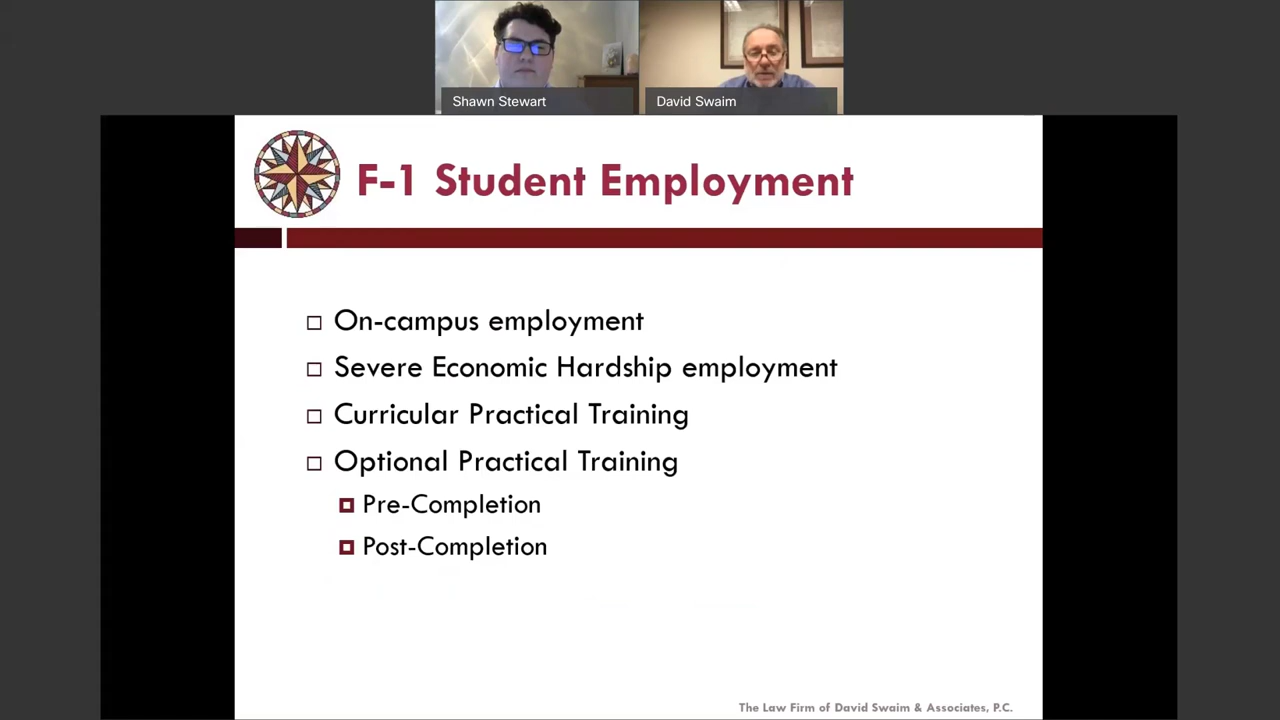 Shawn Stewart
David Swaim
F-1 Student Employment
On-campus employment
Severe Economic Hardship employment
Curricular Practical Training
Optional Practical Training
Pre-Completion
Post-Completion
The Law Firm of David Swaim & Associates, P.C.